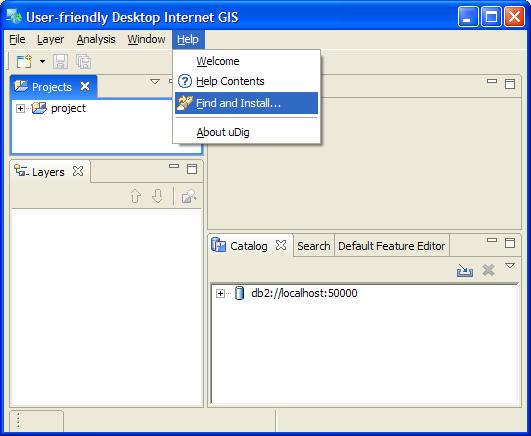 User-friendly Desktop Internet GIS
File Layer Analysis Window Help
Welcome
Help Contents
Find and Install...
About uDig
Projects
project
Layers
Catalog Search Default Feature Editor
db2://localhost:50000